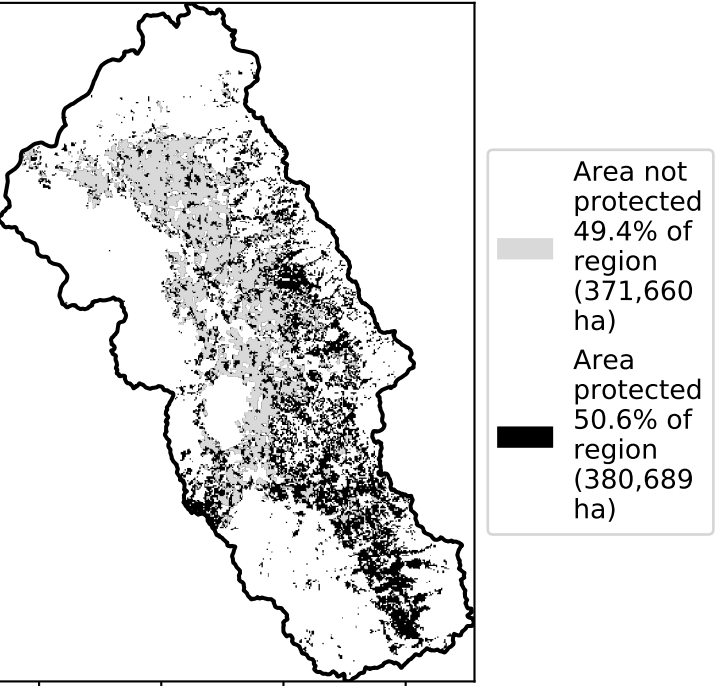 Area not
protected
49.4% of
region
(371,660
ha)
Area
protected
50.6% of
region
(380,689
ha)